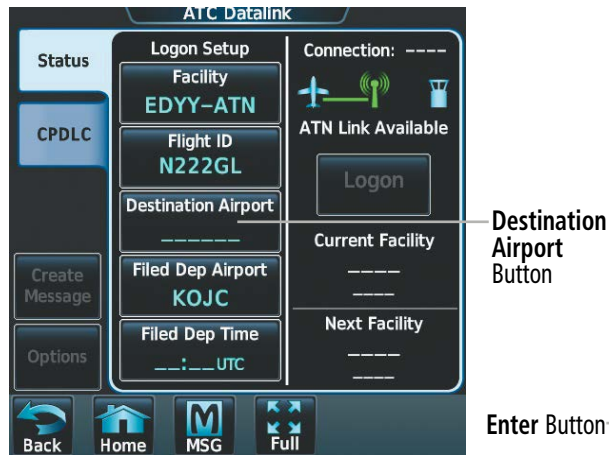 ATC Datalink
Status
CPDLC
Create
Message
Options
Logon Setup
Facility
EDYY-ATN
Flight ID
N222GL
Destination Airport
______
Filed Dep Airport
KOJC
Filed Dep Time
__:__UTC
Connection: ----
ATN Link Available
Logon
Current Facility
----
----
Next Facility
----
----
Back
Home
MSG
Full
Destination
Airport
Button
Enter Button